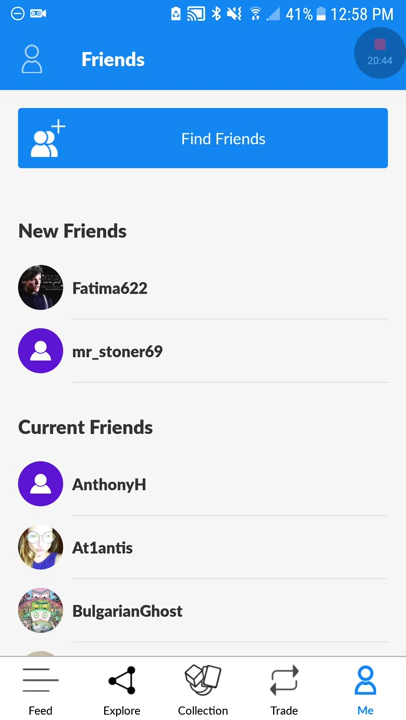 41% 12:58 PM
Friends
20:44
Find Friends
New Friends
Fatima622
mr_stoner69
Current Friends
AnthonyH
At1antis
BulgarianGhost
Feed Explore Collection Trade Me